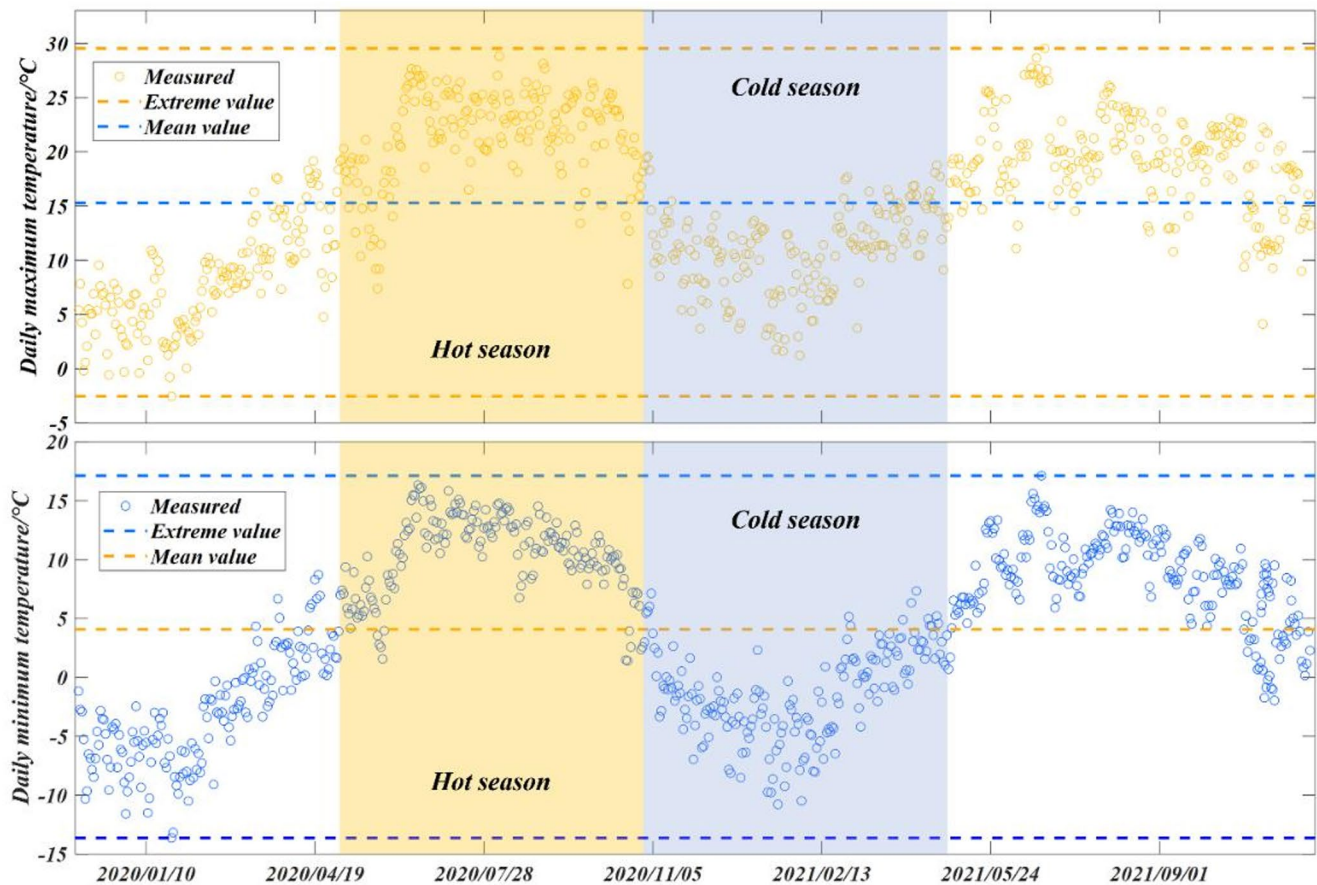 Daily maximum temperature/°C
30
25
20
15
10
5
0
-5
Measured
Extreme value
Mean value
Hot season
Cold season
Daily minimum temperature/°C
20
15
10
5
0
-5
-10
-15
Measured
Extreme value
Mean value
Hot season
Cold season
2020/01/10 2020/04/19 2020/07/28 2020/11/05 2021/02/13 2021/05/24 2021/09/01